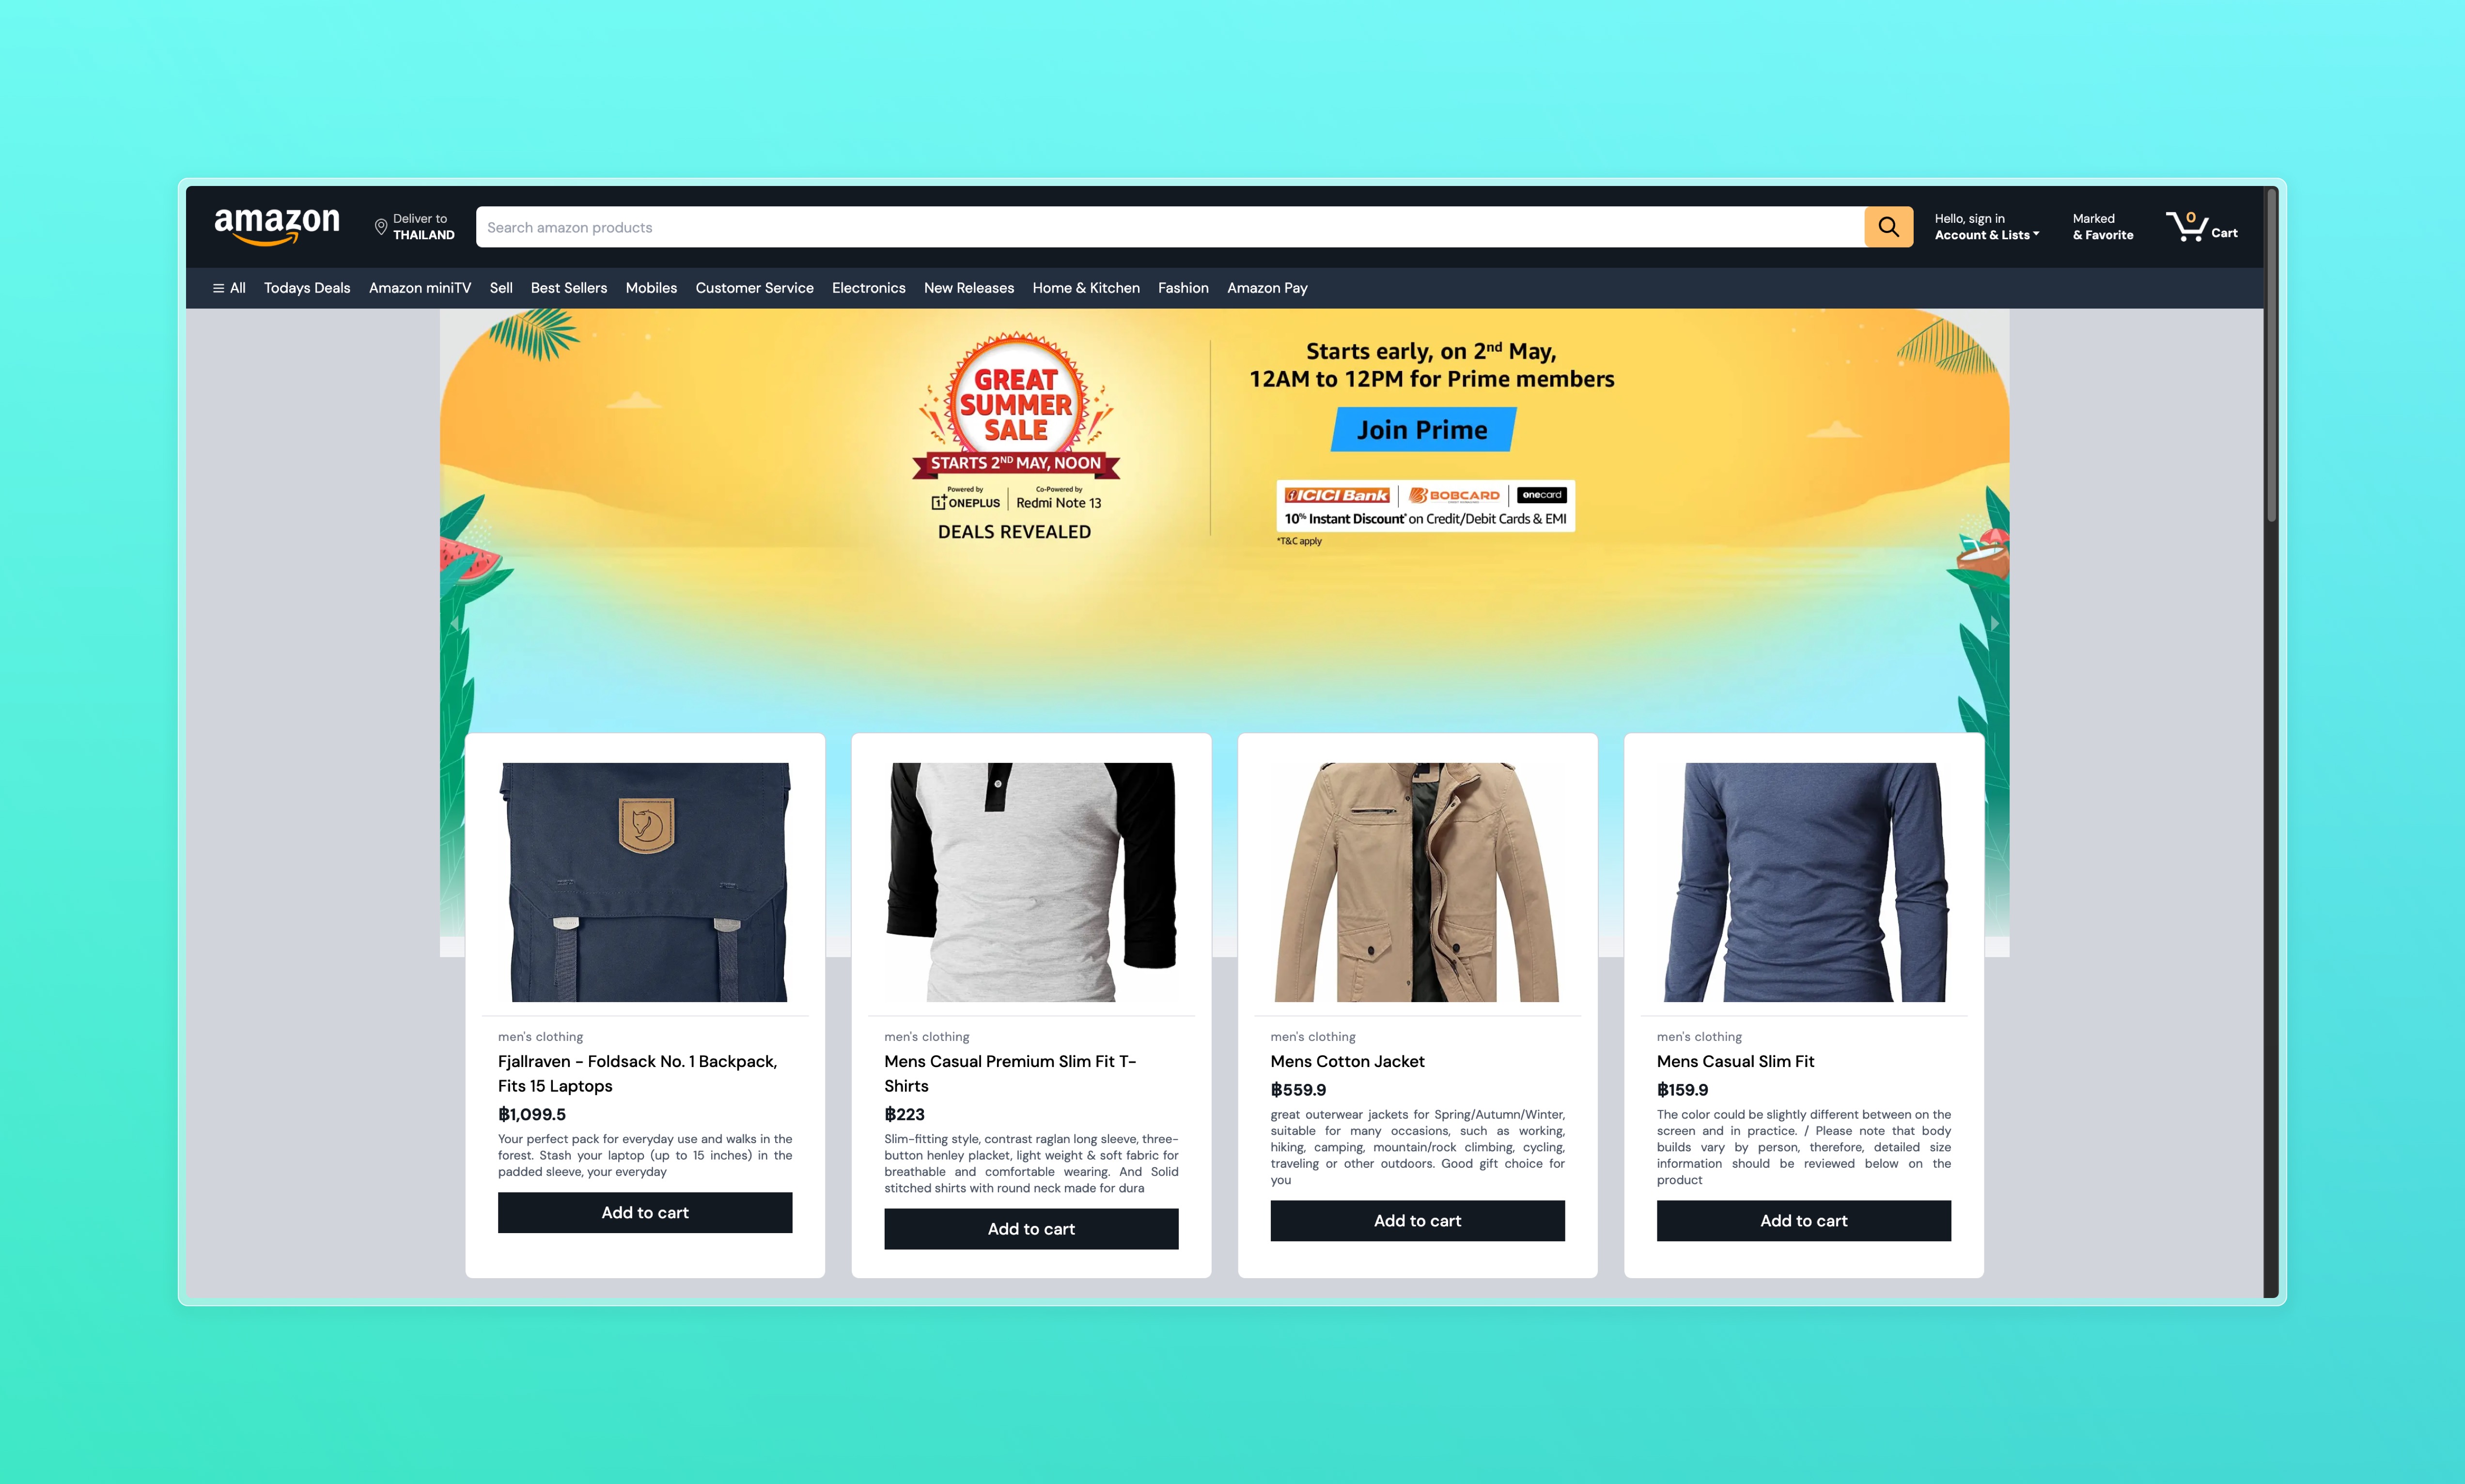 amazon
Deliver to
THAILAND
Search amazon products
Hello, sign in
Account & Lists
Marked
& Favorite
0
Cart
All Todays Deals Amazon miniTV Sell Best Sellers Mobiles Customer Service Electronics New Releases Home & Kitchen Fashion Amazon Pay
GREAT
SUMMER
SALE
STARTS 2ND MAY, NOON
Powered by
ONEPLUS
Co-Powered by
Redmi Note 13
DEALS REVEALED
Starts early, on 2nd May,
12AM to 12PM for Prime members
Join Prime
ICICI Bank BOBCARD onecard
10% Instant Discount* on Credit/Debit Cards & EMI
*T&C apply
men's clothing
Fjallraven - Foldsack No. 1 Backpack,
Fits 15 Laptops
฿1,099.5
Your perfect pack for everyday use and walks in the
forest. Stash your laptop (up to 15 inches) in the
padded sleeve, your everyday
Add to cart
men's clothing
Mens Casual Premium Slim Fit T-
Shirts
฿223
Slim-fitting style, contrast raglan long sleeve, three-
button henley placket, light weight & soft fabric for
breathable and comfortable wearing. And Solid
stitched shirts with round neck made for dura
Add to cart
men's clothing
Mens Cotton Jacket
฿559.9
great outerwear jackets for Spring/Autumn/Winter,
suitable for many occasions, such as working,
hiking, camping, mountain/rock climbing, cycling,
traveling or other outdoors. Good gift choice for
you
Add to cart
men's clothing
Mens Casual Slim Fit
฿159.9
The color could be slightly different between on the
screen and in practice. / Please note that body
builds vary by person, therefore, detailed size
information should be reviewed below on the
product
Add to cart